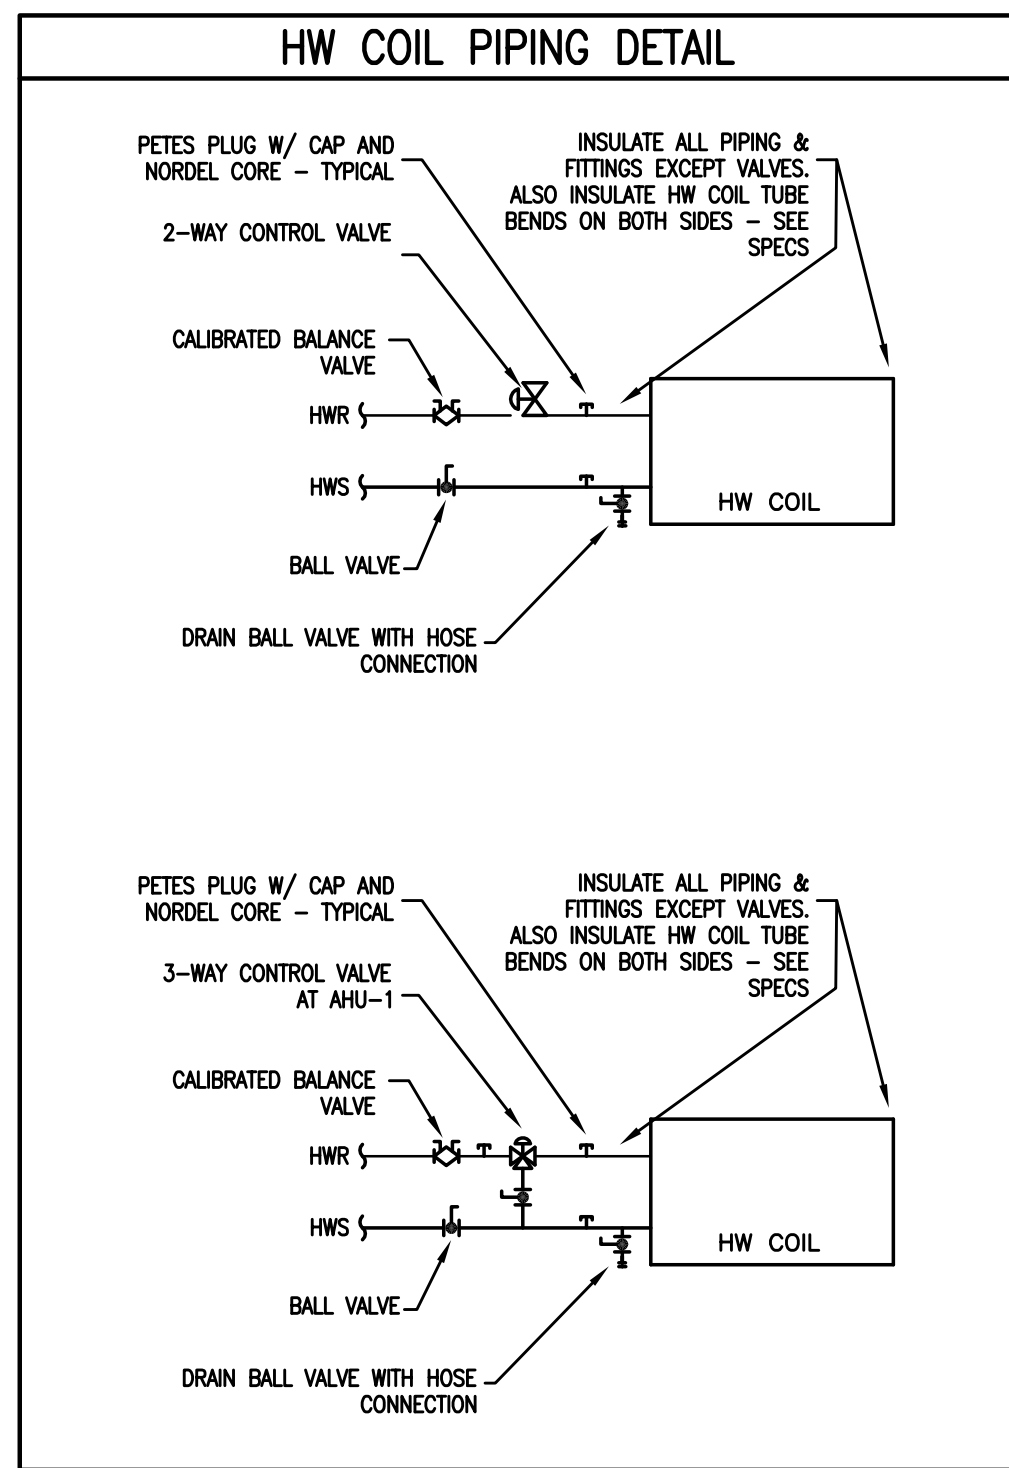 HW COIL PIPING DETAIL
PETES PLUG W/ CAP AND
NORDEL CORE - TYPICAL
INSULATE ALL PIPING &
FITTINGS EXCEPT VALVES.
ALSO INSULATE HW COIL TUBE
BENDS ON BOTH SIDES - SEE
SPECS
2-WAY CONTROL VALVE
CALIBRATED BALANCE
VALVE
HWR
HWS
HW COIL
BALL VALVE
DRAIN BALL VALVE WITH HOSE
CONNECTION
PETES PLUG W/ CAP AND
NORDEL CORE - TYPICAL
INSULATE ALL PIPING &
FITTINGS EXCEPT VALVES.
ALSO INSULATE HW COIL TUBE
BENDS ON BOTH SIDES - SEE
SPECS
3-WAY CONTROL VALVE
AT AHU-1
CALIBRATED BALANCE
VALVE
HWR
HWS
HW COIL
BALL VALVE
DRAIN BALL VALVE WITH HOSE
CONNECTION